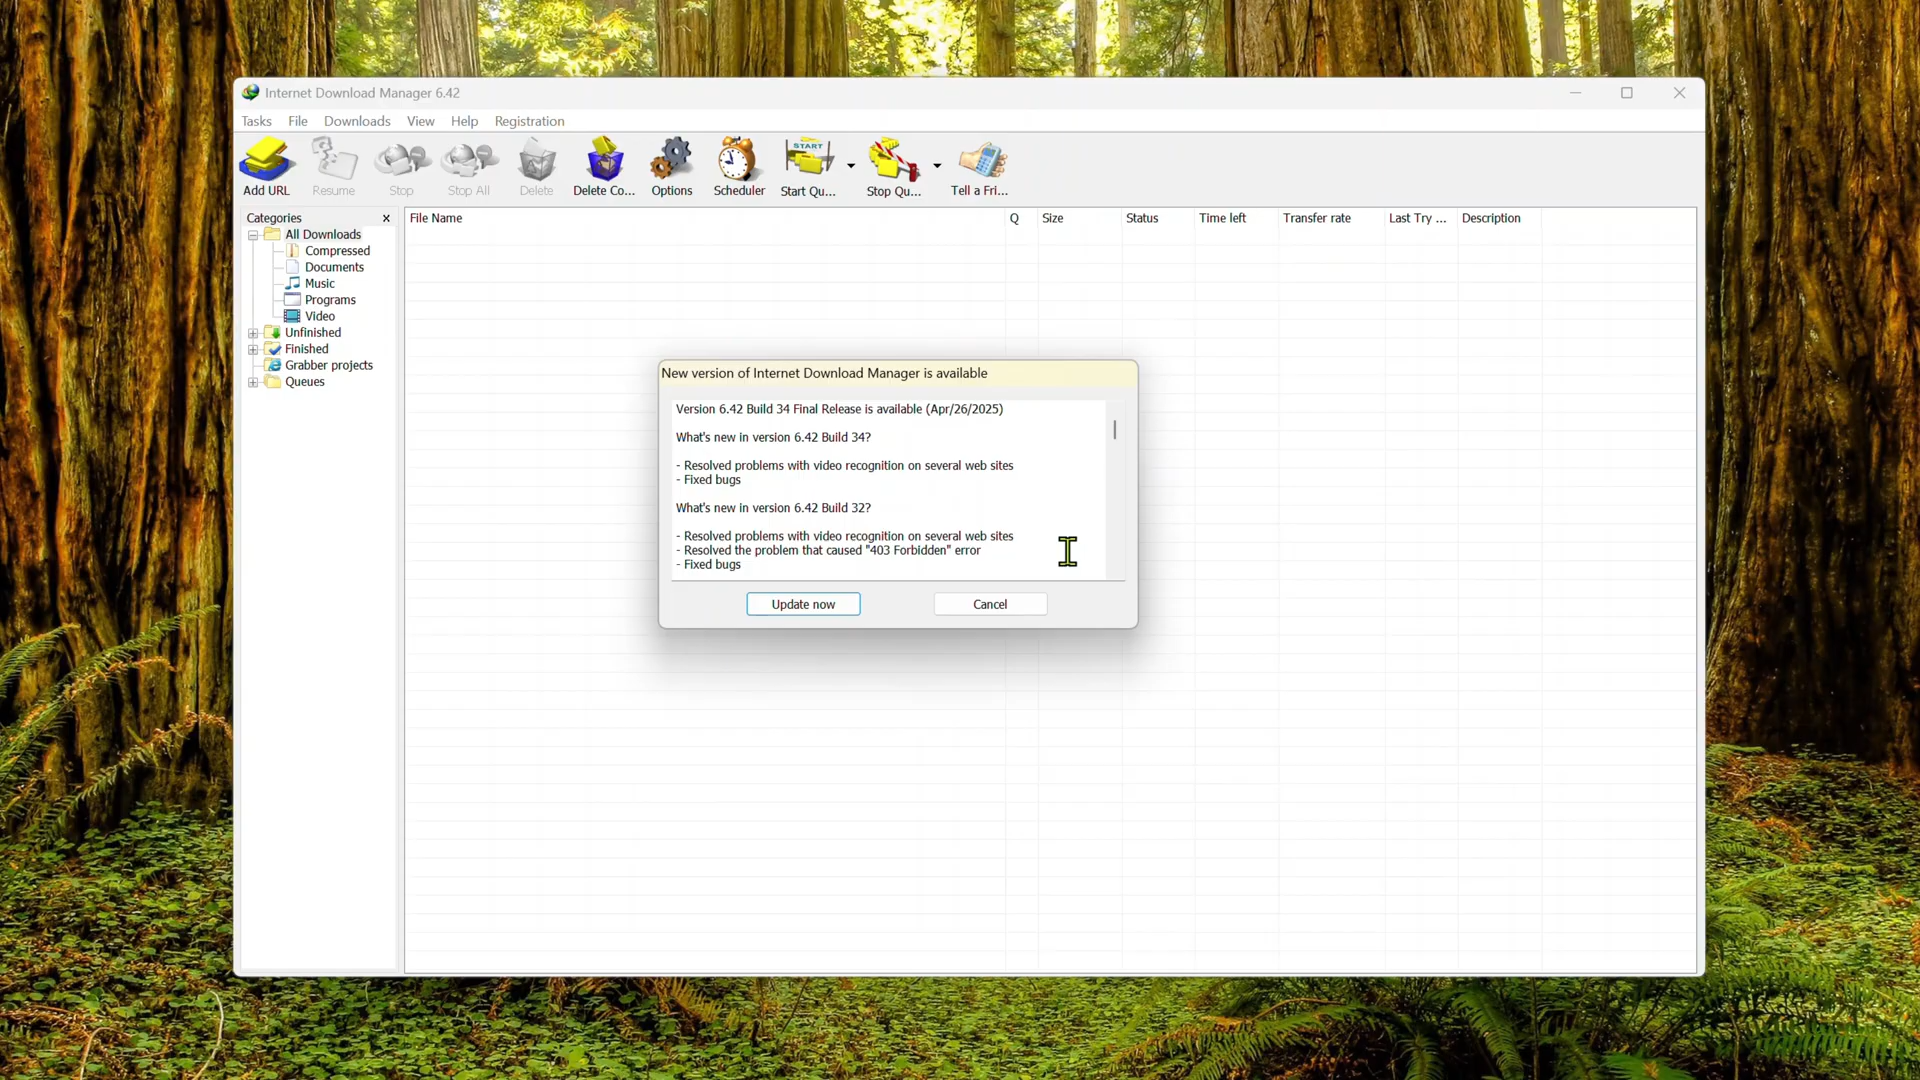 Internet Download Manager 6.42
Tasks File Downloads View Help Registration
START
Add URL Resume Stop Stop All Delete Delete Co... Options Scheduler Start Qu... Stop Qu... Tell a Fri...
Categories
File Name Q Size Status Time left Transfer rate Last Try ... Description
All Downloads
Compressed
Documents
Music
Programs
Video
Unfinished
Finished
Grabber projects
Queues
New version of Internet Download Manager is available
Version 6.42 Build 34 Final Release is available (Apr/26/2025)
What's new in version 6.42 Build 34?
- Resolved problems with video recognition on several web sites
- Fixed bugs
What's new in version 6.42 Build 32?
- Resolved problems with video recognition on several web sites
- Resolved the problem that caused "403 Forbidden" error
- Fixed bugs
Update now Cancel